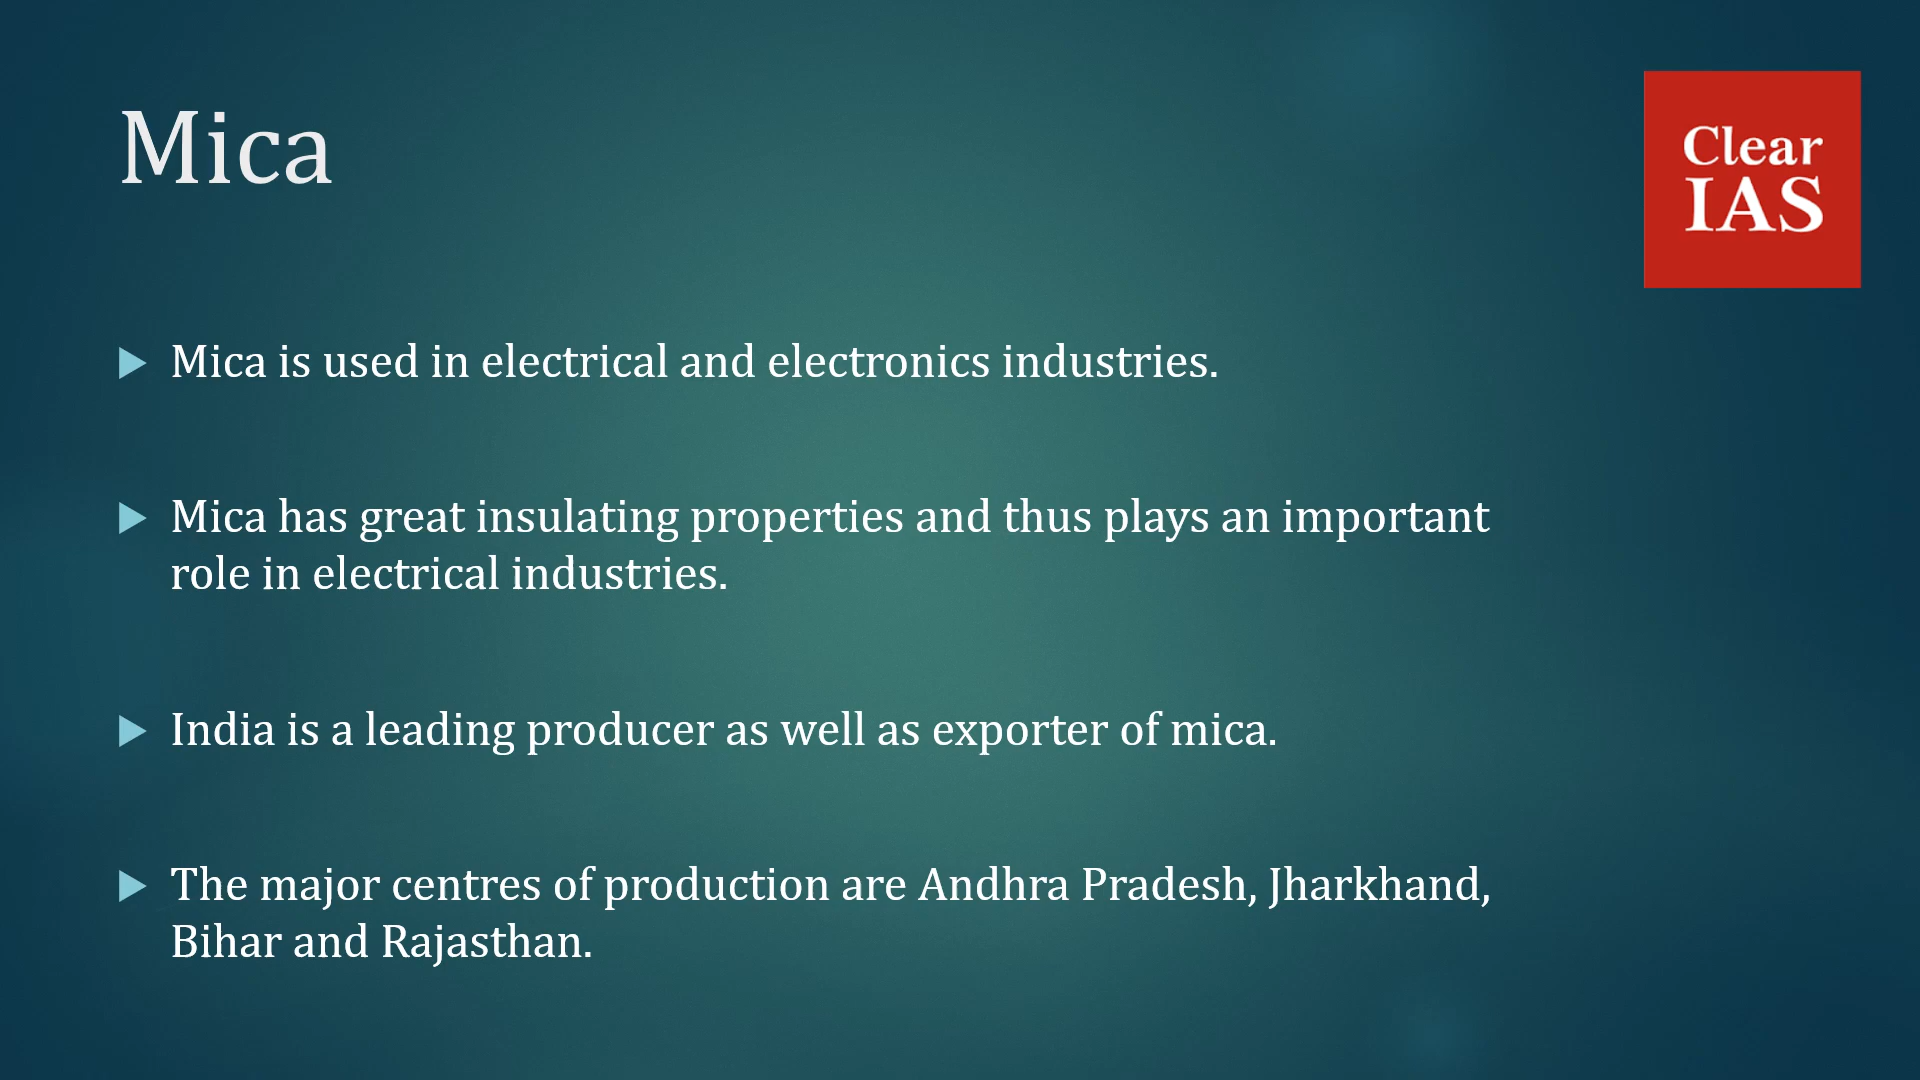 Mica
Clear
IAS
Mica is used in electrical and electronics industries.
Mica has great insulating properties and thus plays an important
role in electrical industries.
India is a leading producer as well as exporter of mica.
The major centres of production are Andhra Pradesh, Jharkhand,
Bihar and Rajasthan.